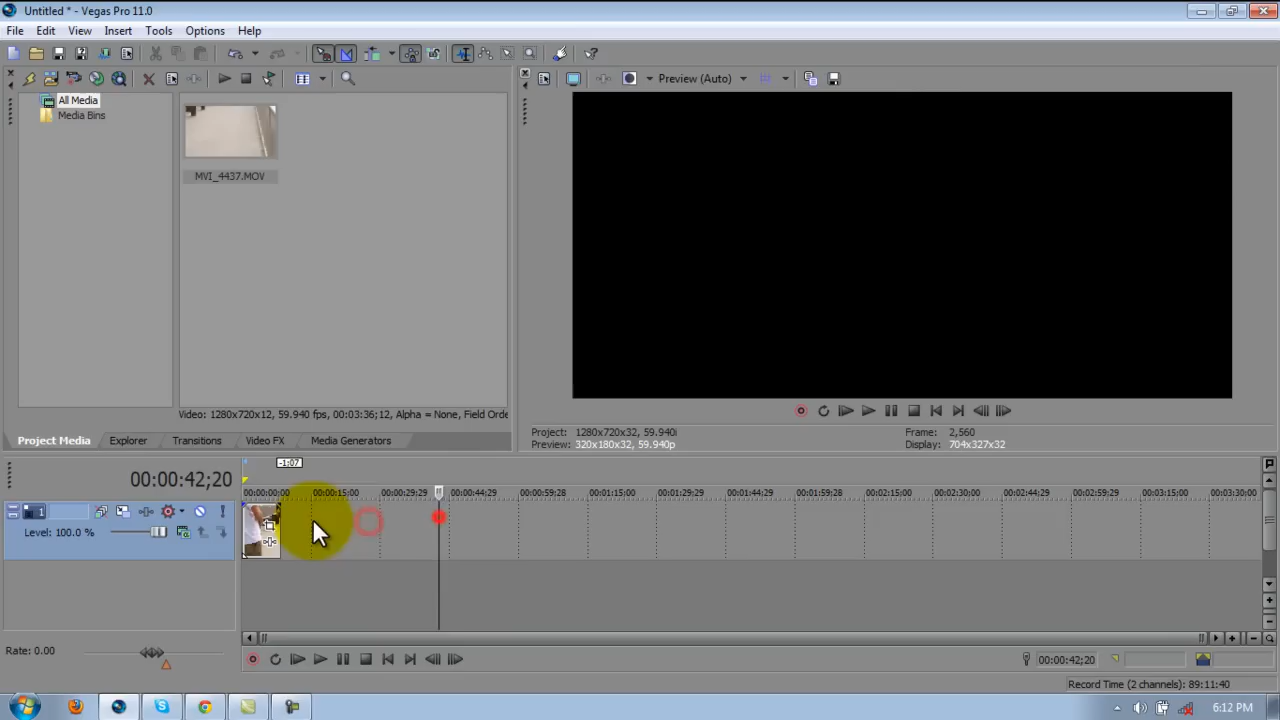 Untitled * - Vegas Pro 11.0
File Edit View Insert Tools Options Help
Preview (Auto)
All Media
Media Bins
MVI_4437.MOV
Video: 1280x720x12, 59.940 fps, 00:03:36;12, Alpha = None, Field Orde
Project Media Explorer Transitions Video FX Media Generators
Project: 1280x720x32, 59.940i
Preview: 320x180x32, 59.940p
Frame: 2,560
Display: 704x327x32
-1:07
00:00:42;20
00:00:00:00 00:00:15:00 00:00:29:29 00:00:44:29 00:00:59:28 00:01:15:00 00:01:29:29 00:01:44:29 00:01:59:28 00:02:15:00 00:02:29:29 00:02:44:29 00:02:59:28 00:03:15:00 00:03:30:00
1
Level: 100.0 %
Rate: 0.00
00:00:42;20
Record Time (2 channels): 89:11:40
6:12 PM